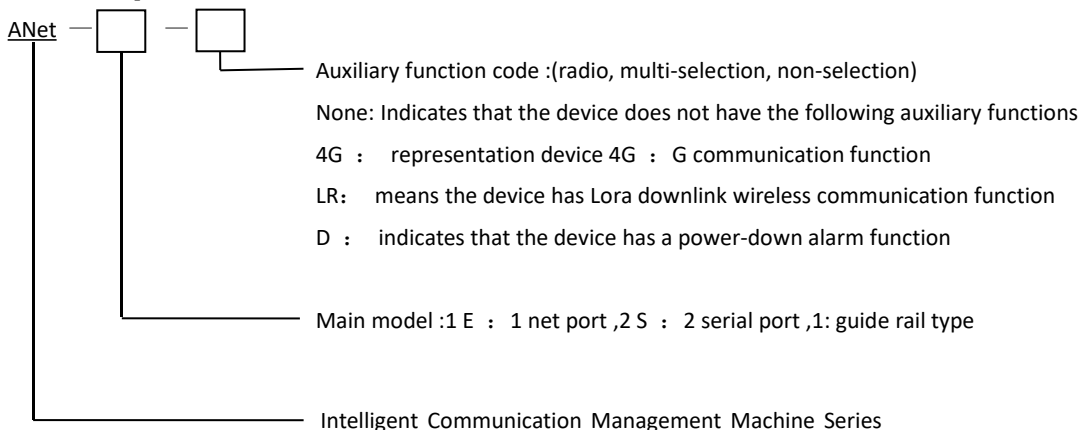 ANet — —
Auxiliary function code :(radio, multi-selection, non-selection)
None: Indicates that the device does not have the following auxiliary functions
4G ： representation device 4G ：G communication function
LR： means the device has Lora downlink wireless communication function
D ： indicates that the device has a power-down alarm function
Main model :1 E ：1 net port ,2 S ：2 serial port ,1: guide rail type
Intelligent Communication Management Machine Series